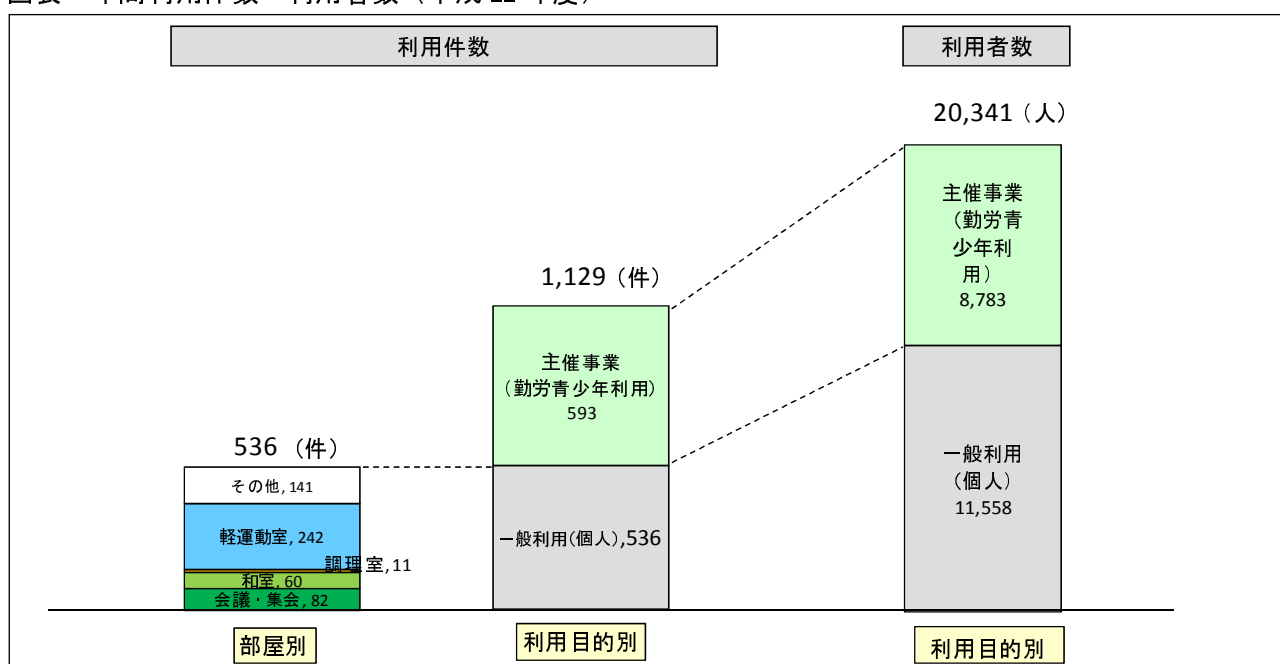 利用件数
利用者数
20,341（人）
主催事業
（勤労青
少年利
用）
8,783
1,129（件）
主催事業
（勤労青少年利用）
593
536 （件）
その他, 141
一般利用
（個人）
11,558
軽運動室, 242
一般利用(個人),536
調理室, 11
和室, 60
会議・集会, 82
部屋別
利用目的別
利用目的別